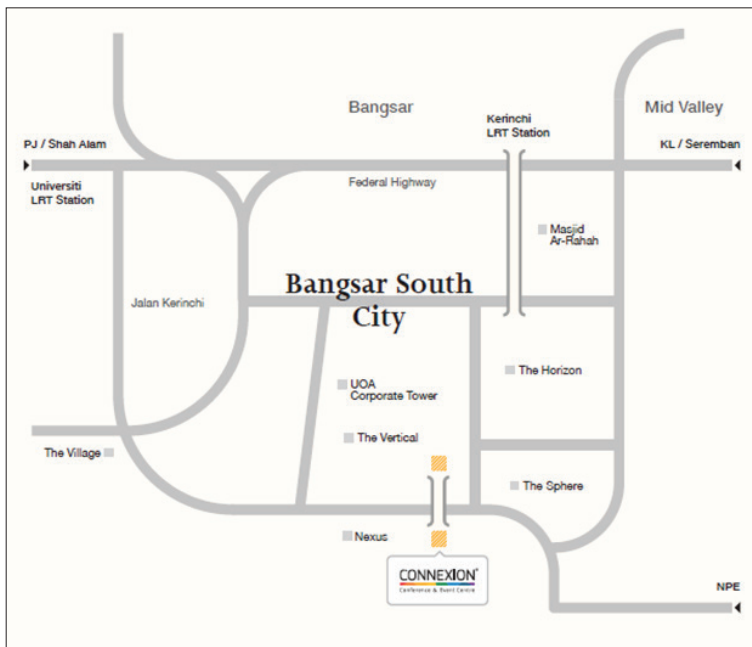 Bangsar
Mid Valley
Kerinchi
LRT Station
PJ / Shah Alam
KL / Seremban
Universiti
LRT Station
Federal Highway
Masjid
Ar-Rahah
Bangsar South
City
Jalan Kerinchi
The Horizon
UOA
Corporate Tower
The Vertical
The Village
The Sphere
Nexus
CONNEXION®
Conference & Event Centre
NPE